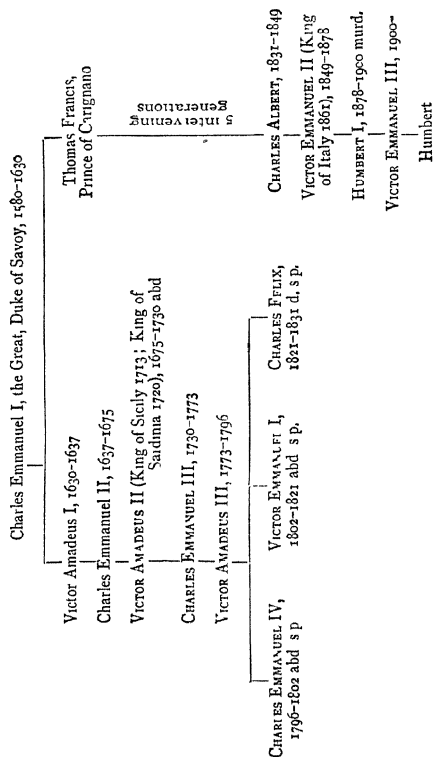 Charles Emmanuel I, the Great, Duke of Savoy, 1580-1630
Victor Amadeus I, 1630-1637
Thomas Francis,
Prince of Carignano
Charles Emmanuel II, 1637-1675
5 intervening
generations
VICTOR AMADEUS II (King of Sicily 1713; King of
Sardinia 1720), 1675-1730 abd
CHARLES EMMANUEL III, 1730-1773
VICTOR AMADEUS III, 1773-1796
CHARLES EMMANUEL IV,
1796-1802 abd s p
VICTOR EMMANUEL I,
1802-1821 abd s p.
CHARLES FELIX,
1821-1831 d. s p.
CHARLES ALBERT, 1831-1849
VICTOR EMMANUEL II (King
of Italy 1861), 1849-1878
HUMBERT I, 1878-1900 murd.
VICTOR EMMANUEL III, 1900-
Humbert